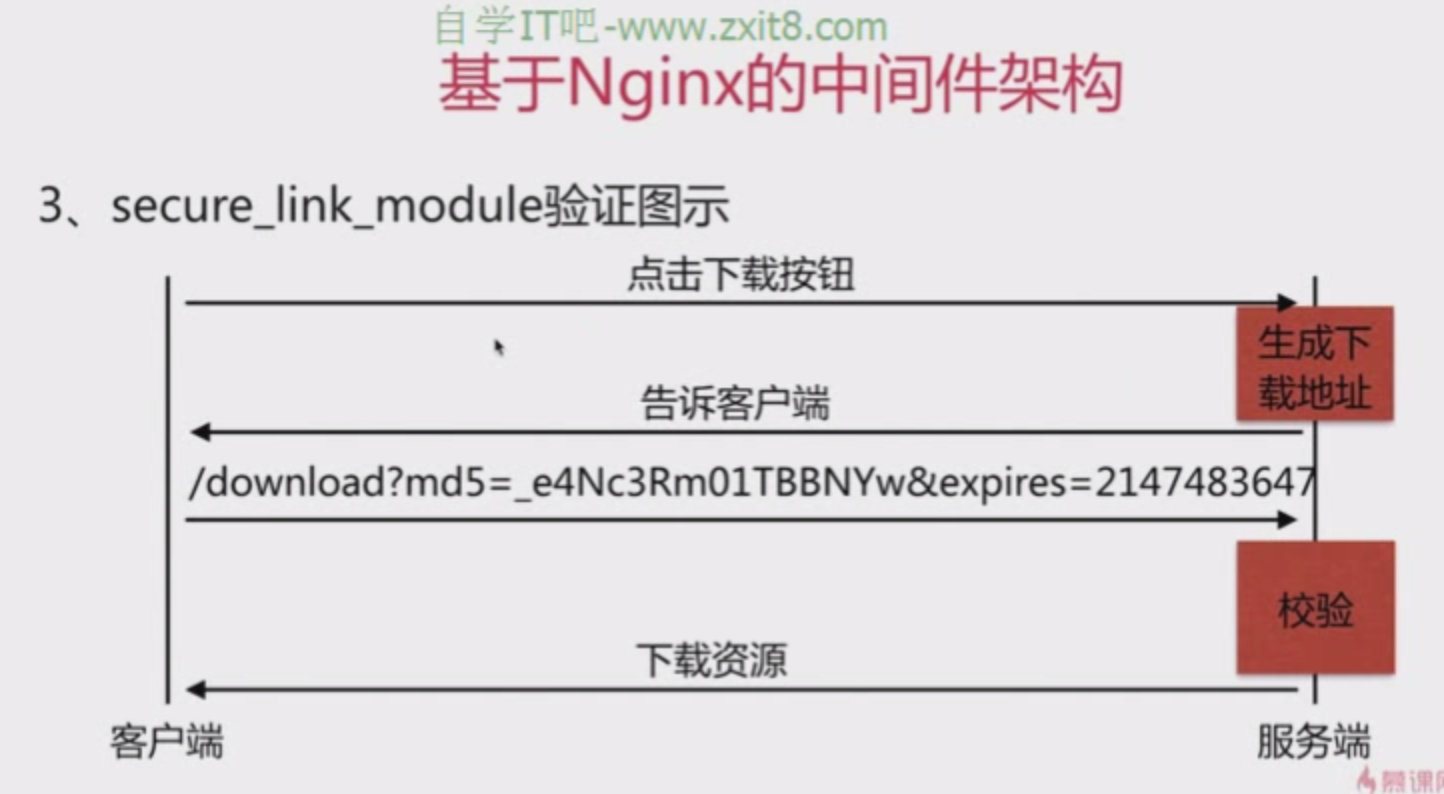 自学IT吧-www.zxit8.com
基于Nginx的中间件架构
3、secure_link_module验证图示
点击下载按钮
生成下
载地址
告诉客户端
/download?md5=_e4Nc3Rm01TBBNYw&expires=2147483647
校验
下载资源
客户端
服务端
慕课网